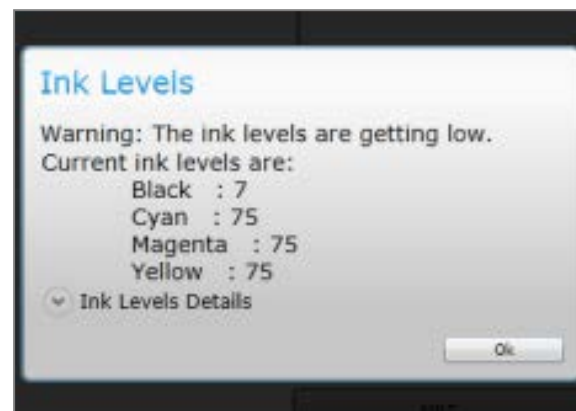 Ink Levels
Warning: The ink levels are getting low.
Current ink levels are:
Black : 7
Cyan : 75
Magenta : 75
Yellow : 75
Ink Levels Details
Ok